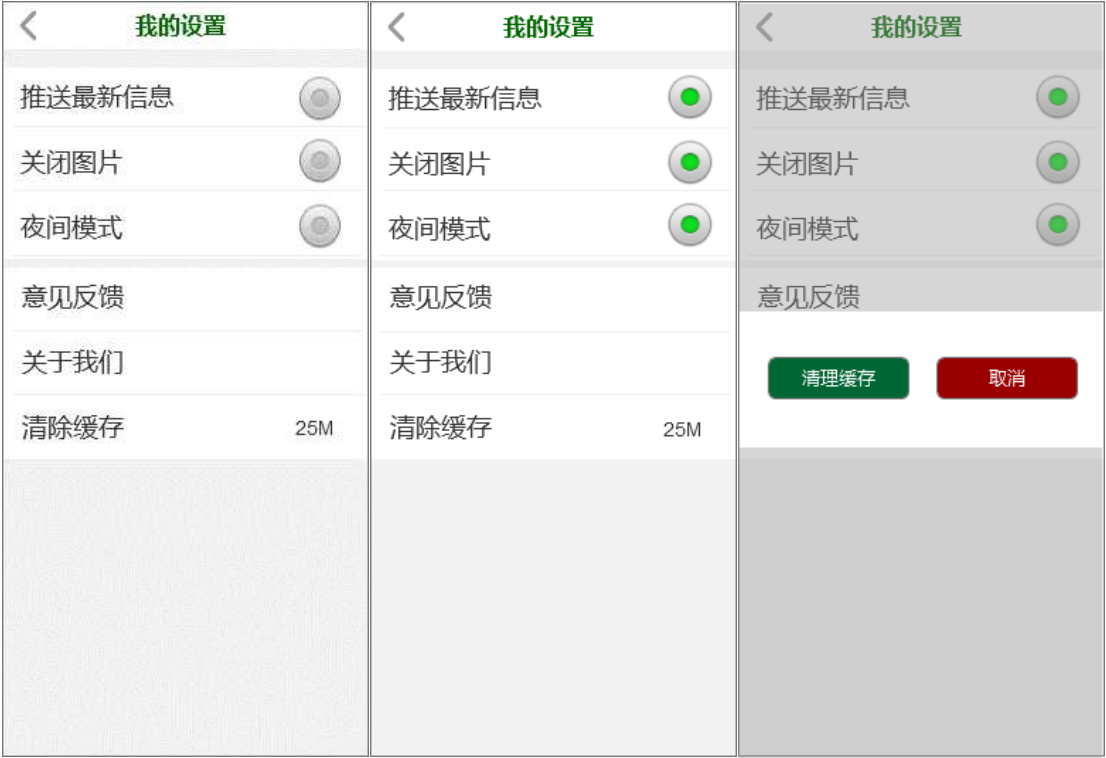 我的设置
推送最新信息
关闭图片
夜间模式
意见反馈
关于我们
清除缓存 25M
我的设置
推送最新信息
关闭图片
夜间模式
意见反馈
关于我们
清除缓存 25M
我的设置
推送最新信息
关闭图片
夜间模式
意见反馈
清理缓存 取消